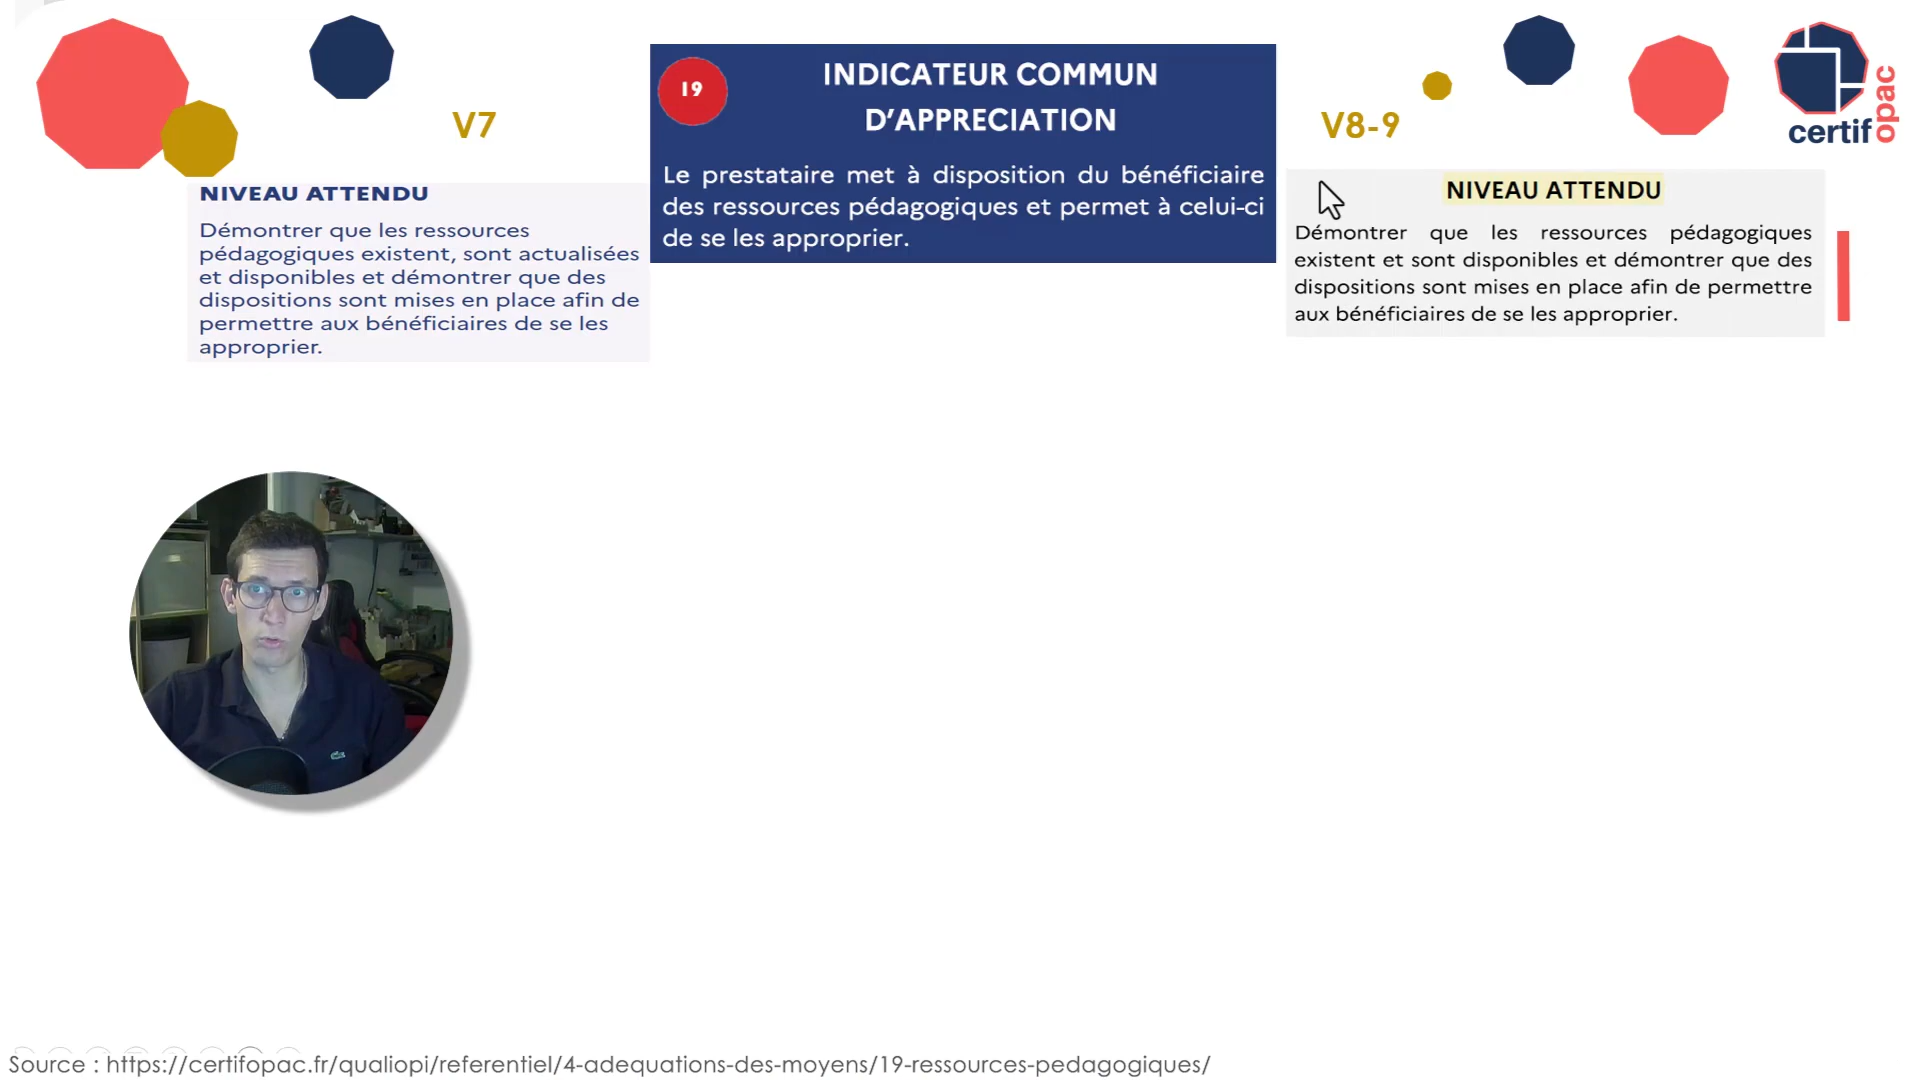 V7
NIVEAU ATTENDU
Démontrer que les ressources
pédagogiques existent, sont actualisées
et disponibles et démontrer que des
dispositions sont mises en place afin de
permettre aux bénéficiaires de se les
approprier.
19
INDICATEUR COMMUN
D’APPRECIATION
Le prestataire met à disposition du bénéficiaire
des ressources pédagogiques et permet à celui-ci
de se les approprier.
V8-9
NIVEAU ATTENDU
Démontrer que les ressources pédagogiques
existent et sont disponibles et démontrer que des
dispositions sont mises en place afin de permettre
aux bénéficiaires de se les approprier.
certif
opac
Source : https://certifopac.fr/qualiopi/referentiel/4-adequations-des-moyens/19-ressources-pedagogiques/